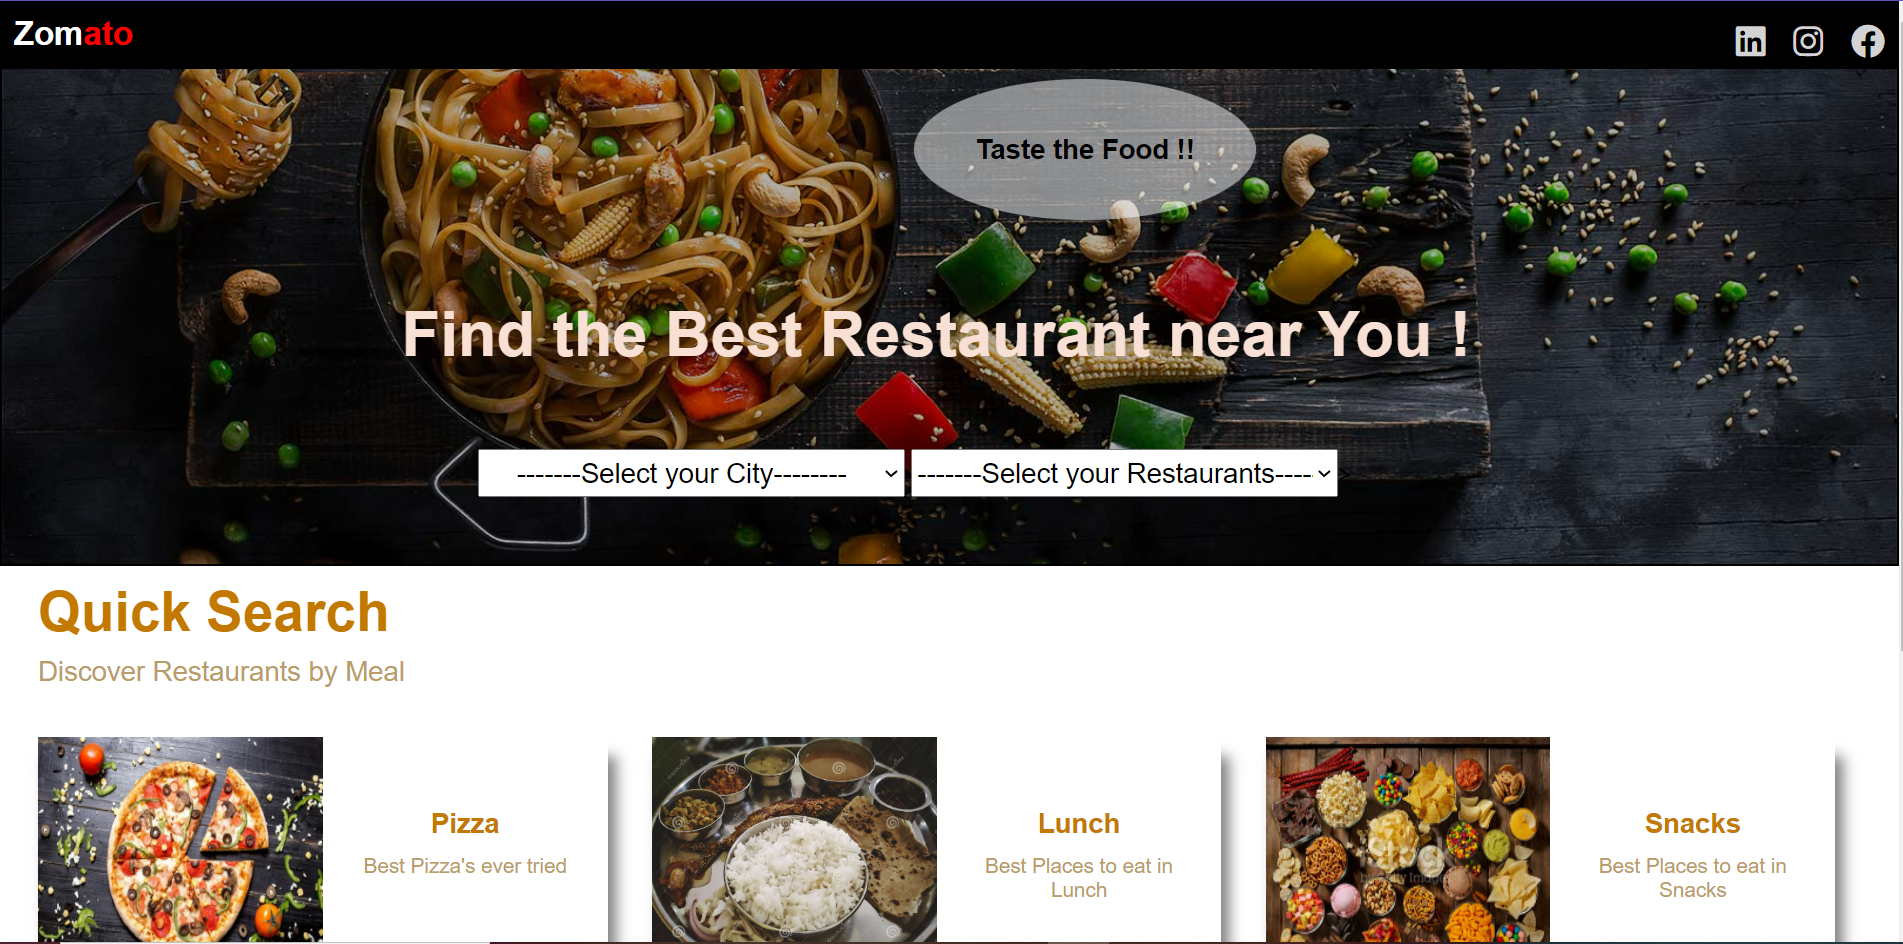 Zomato
Taste the Food !!
Find the Best Restaurant near You !
-------Select your City--------
-------Select your Restaurants-----
Quick Search
Discover Restaurants by Meal
Pizza
Best Pizza's ever tried
Lunch
Best Places to eat in
Lunch
Snacks
Best Places to eat in
Snacks